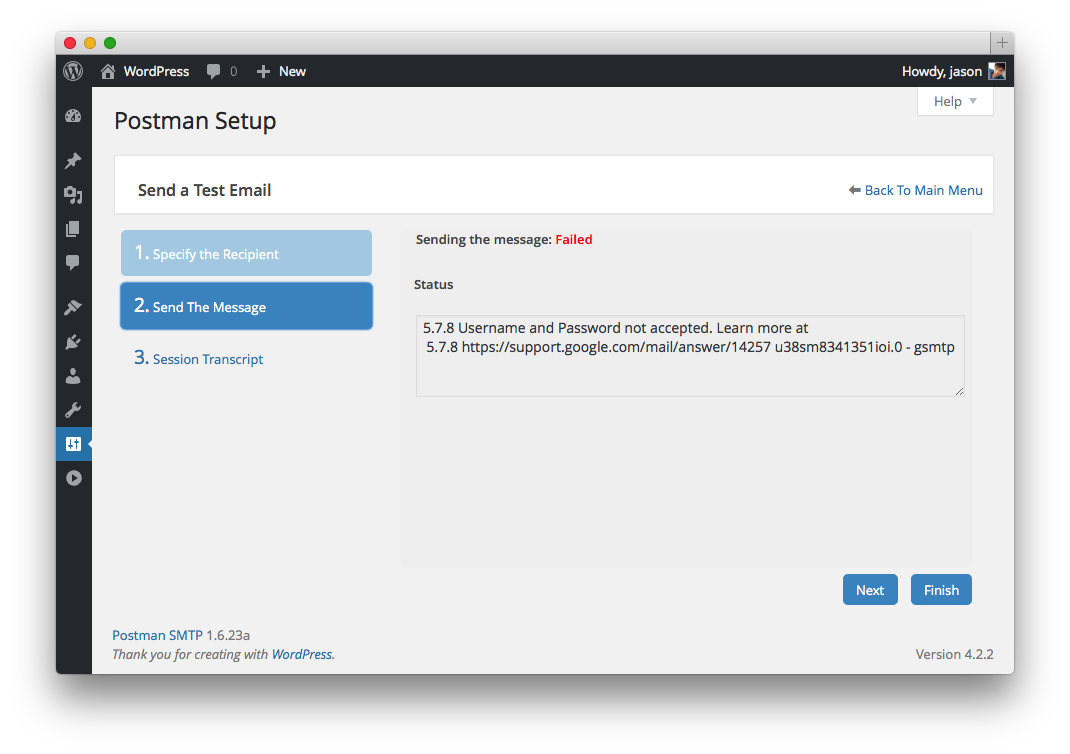 WordPress 0 New Howdy, jason
Help
Postman Setup
Send a Test Email
Back To Main Menu
1. Specify the Recipient
2. Send The Message
3. Session Transcript
Sending the message: Failed
Status
5.7.8 Username and Password not accepted. Learn more at
5.7.8 https://support.google.com/mail/answer/14257 u38sm8341351ioi.0 - gsmtp
Next Finish
Postman SMTP 1.6.23a
Thank you for creating with WordPress.
Version 4.2.2